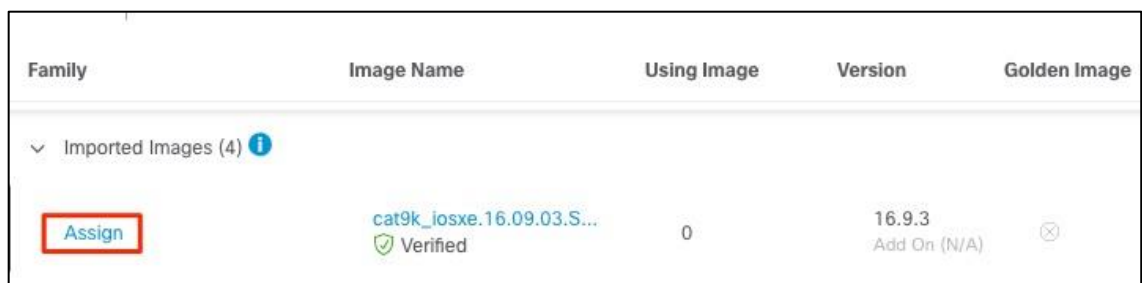 Family Image Name Using Image Version Golden Image
Imported Images (4)
Assign cat9k_iosxe.16.09.03.S... 0 16.9.3
Verified Add On (N/A)